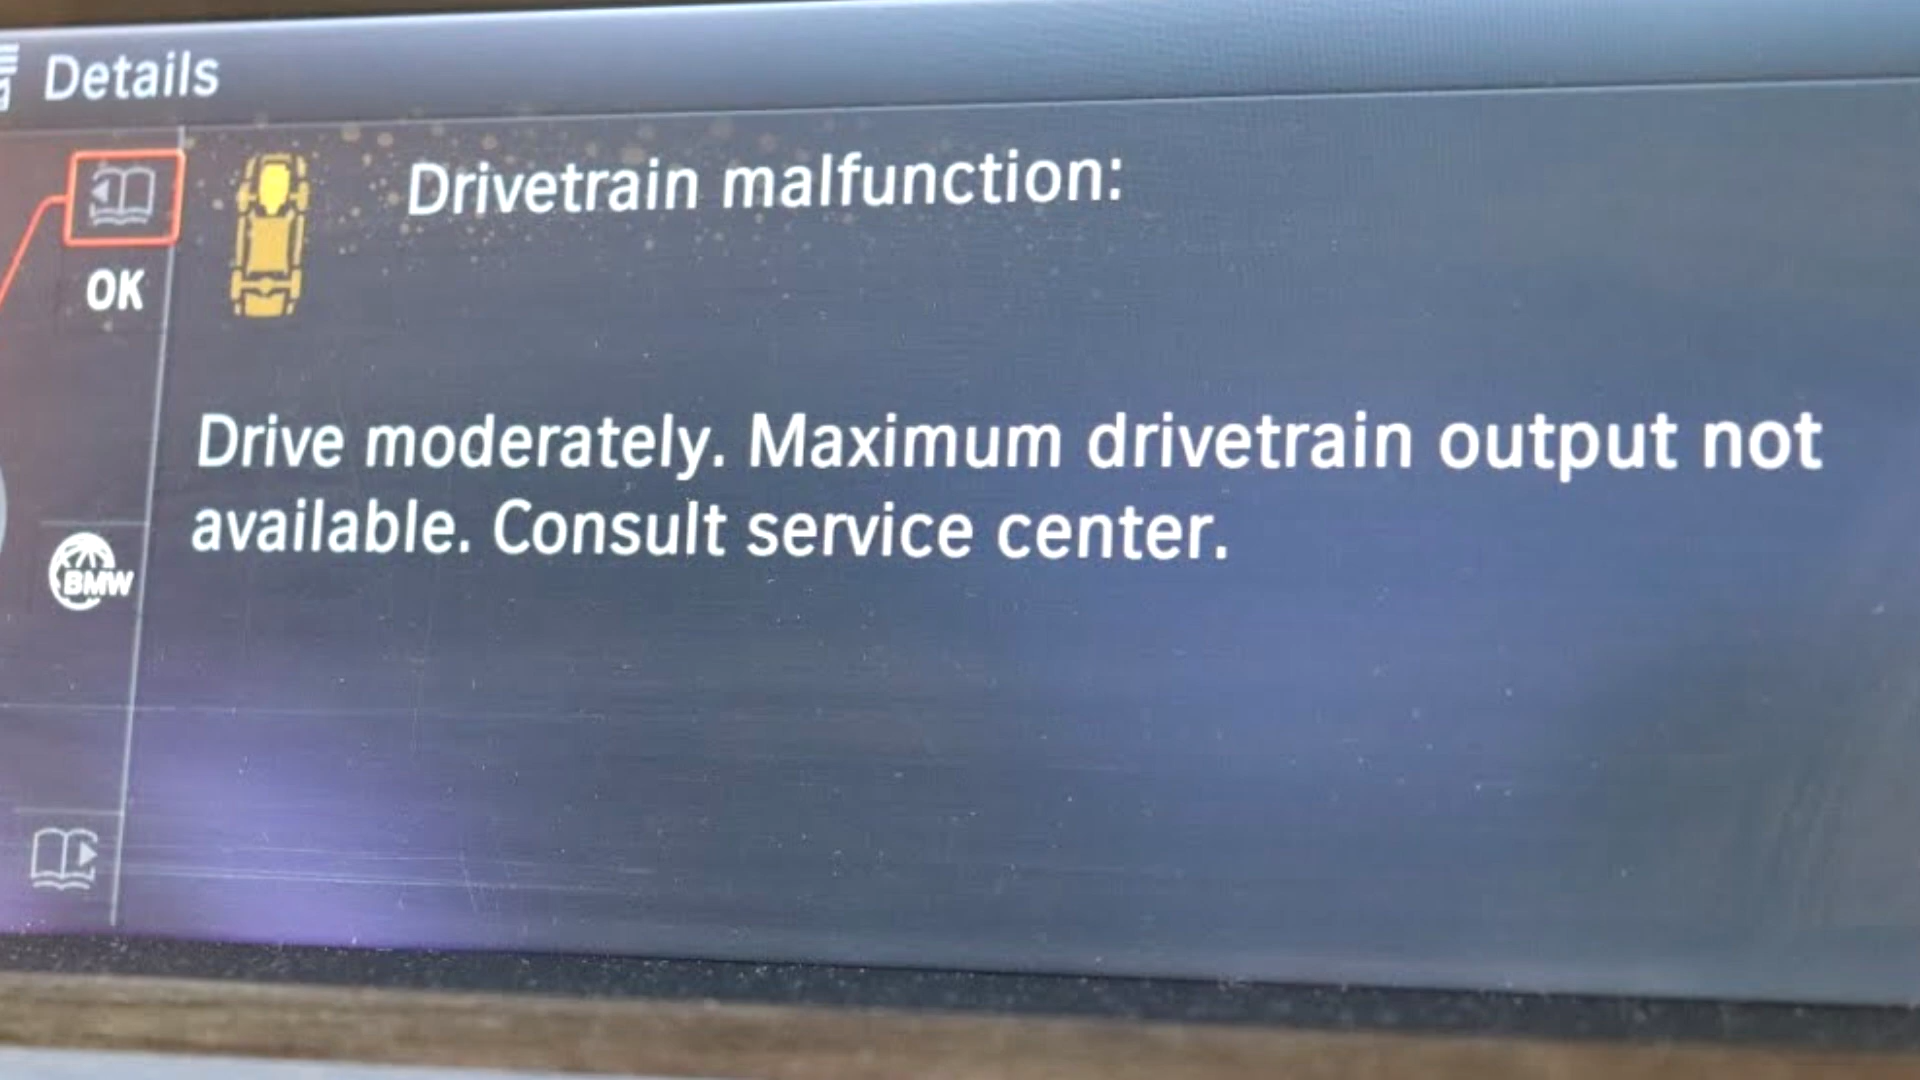 Details
Drivetrain malfunction:
OK
Drive moderately. Maximum drivetrain output not
available. Consult service center.
BMW